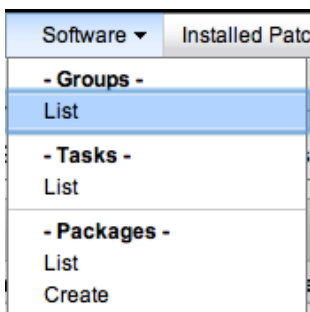 Software ▾ Installed Patc
- Groups -
List
- Tasks -
List
- Packages -
List
Create